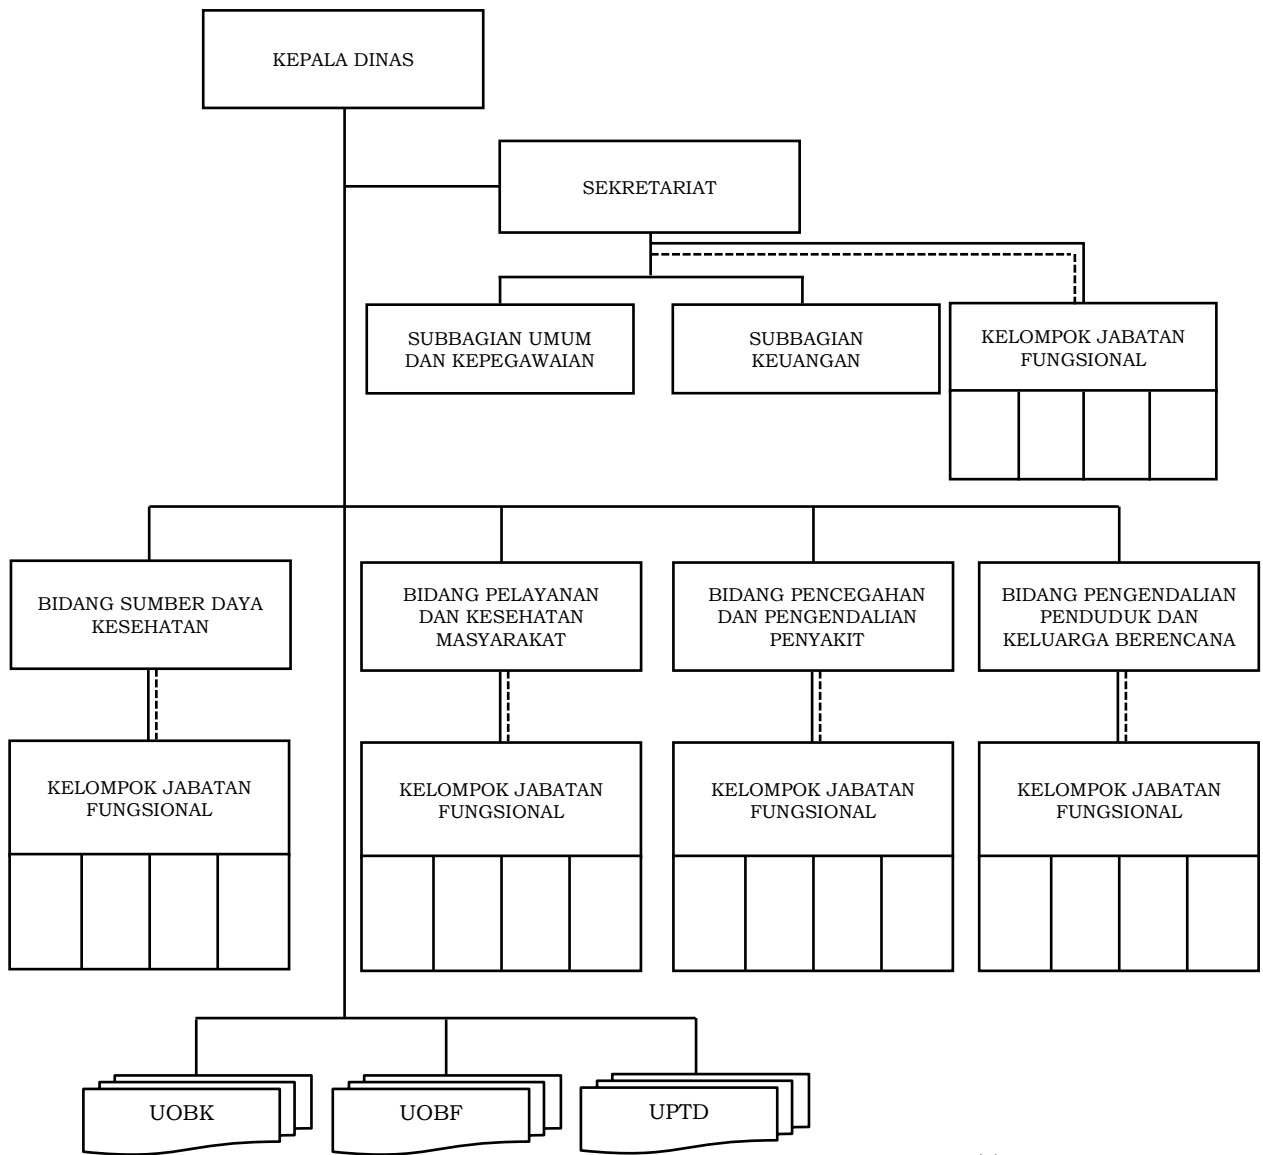 KEPALA DINAS
SEKRETARIAT
SUBBAGIAN UMUM
DAN KEPEGAWAIAN
SUBBAGIAN
KEUANGAN
KELOMPOK JABATAN
FUNGSIONAL
BIDANG SUMBER DAYA
KESEHATAN
BIDANG PELAYANAN
DAN KESEHATAN
MASYARAKAT
BIDANG PENCEGAHAN
DAN PENGENDALIAN
PENYAKIT
BIDANG PENGENDALIAN
PENDUDUK DAN
KELUARGA BERENCANA
KELOMPOK JABATAN
FUNGSIONAL
KELOMPOK JABATAN
FUNGSIONAL
KELOMPOK JABATAN
FUNGSIONAL
KELOMPOK JABATAN
FUNGSIONAL
UOBK
UOBF
UPTD